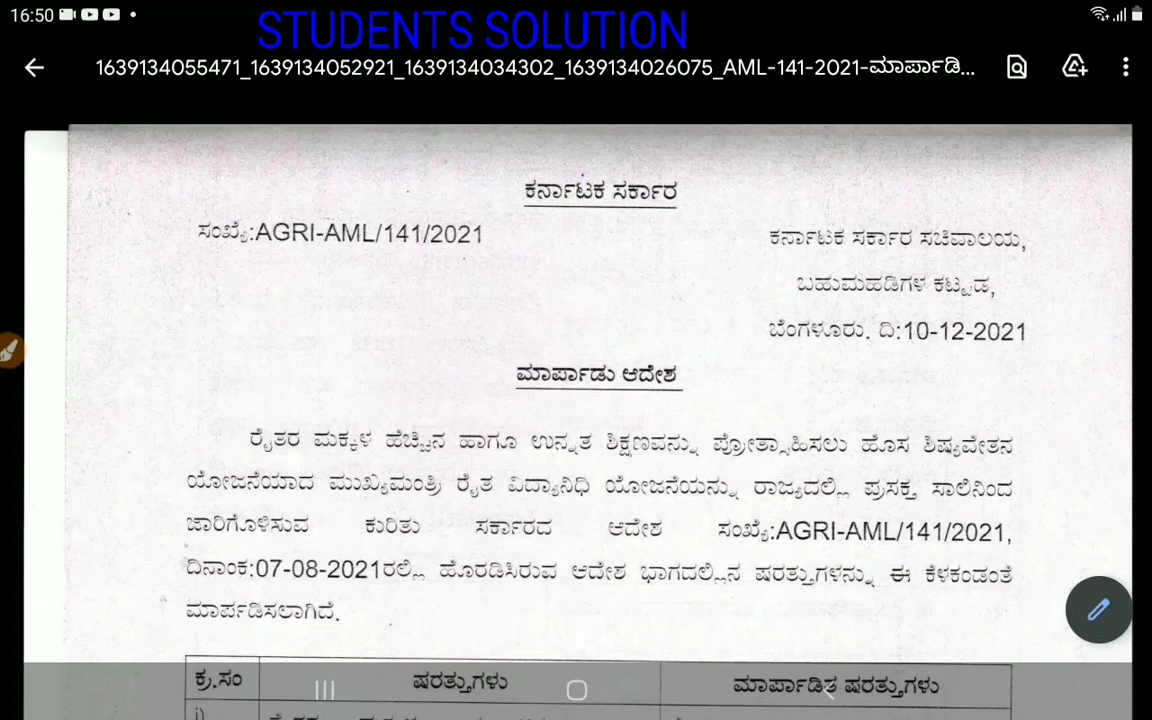 16:50
STUDENTS SOLUTION
1639134055471_1639134052921_1639134034302_1639134026075_AML-141-2021-ಮಾರ್ಪಾಡಿ...
ಕರ್ನಾಟಕ ಸರ್ಕಾರ
ಸಂಖ್ಯೆ:AGRI-AML/141/2021
ಕರ್ನಾಟಕ ಸರ್ಕಾರ ಸಚಿವಾಲಯ,
ಬಹುಮಹಡಿಗಳ ಕಟ್ಟಡ,
ಬೆಂಗಳೂರು. ದಿ:10-12-2021
ಮಾರ್ಪಾಡು ಆದೇಶ
ರೈತರ ಮಕ್ಕಳ ಹೆಚ್ಚಿನ ಹಾಗೂ ಉನ್ನತ ಶಿಕ್ಷಣವನ್ನು ಪ್ರೋತ್ಸಾಹಿಸಲು ಹೊಸ ಶಿಷ್ಯವೇತನ
ಯೋಜನೆಯಾದ ಮುಖ್ಯಮಂತ್ರಿ ರೈತ ವಿದ್ಯಾನಿಧಿ ಯೋಜನೆಯನ್ನು ರಾಜ್ಯದಲ್ಲಿ ಪ್ರಸಕ್ತ ಸಾಲಿನಿಂದ
ಜಾರಿಗೊಳಿಸುವ ಕುರಿತು ಸರ್ಕಾರದ ಆದೇಶ ಸಂಖ್ಯೆ:AGRI-AML/141/2021,
ದಿನಾಂಕ:07-08-2021ರಲ್ಲಿ ಹೊರಡಿಸಿರುವ ಆದೇಶ ಭಾಗದಲ್ಲಿನ ಷರತ್ತುಗಳನ್ನು ಈ ಕೆಳಕಂಡಂತೆ
ಮಾರ್ಪಡಿಸಲಾಗಿದೆ.
ಕ್ರ.ಸಂ ಷರತ್ತುಗಳು ಮಾರ್ಪಾಡಿತ ಷರತ್ತುಗಳು